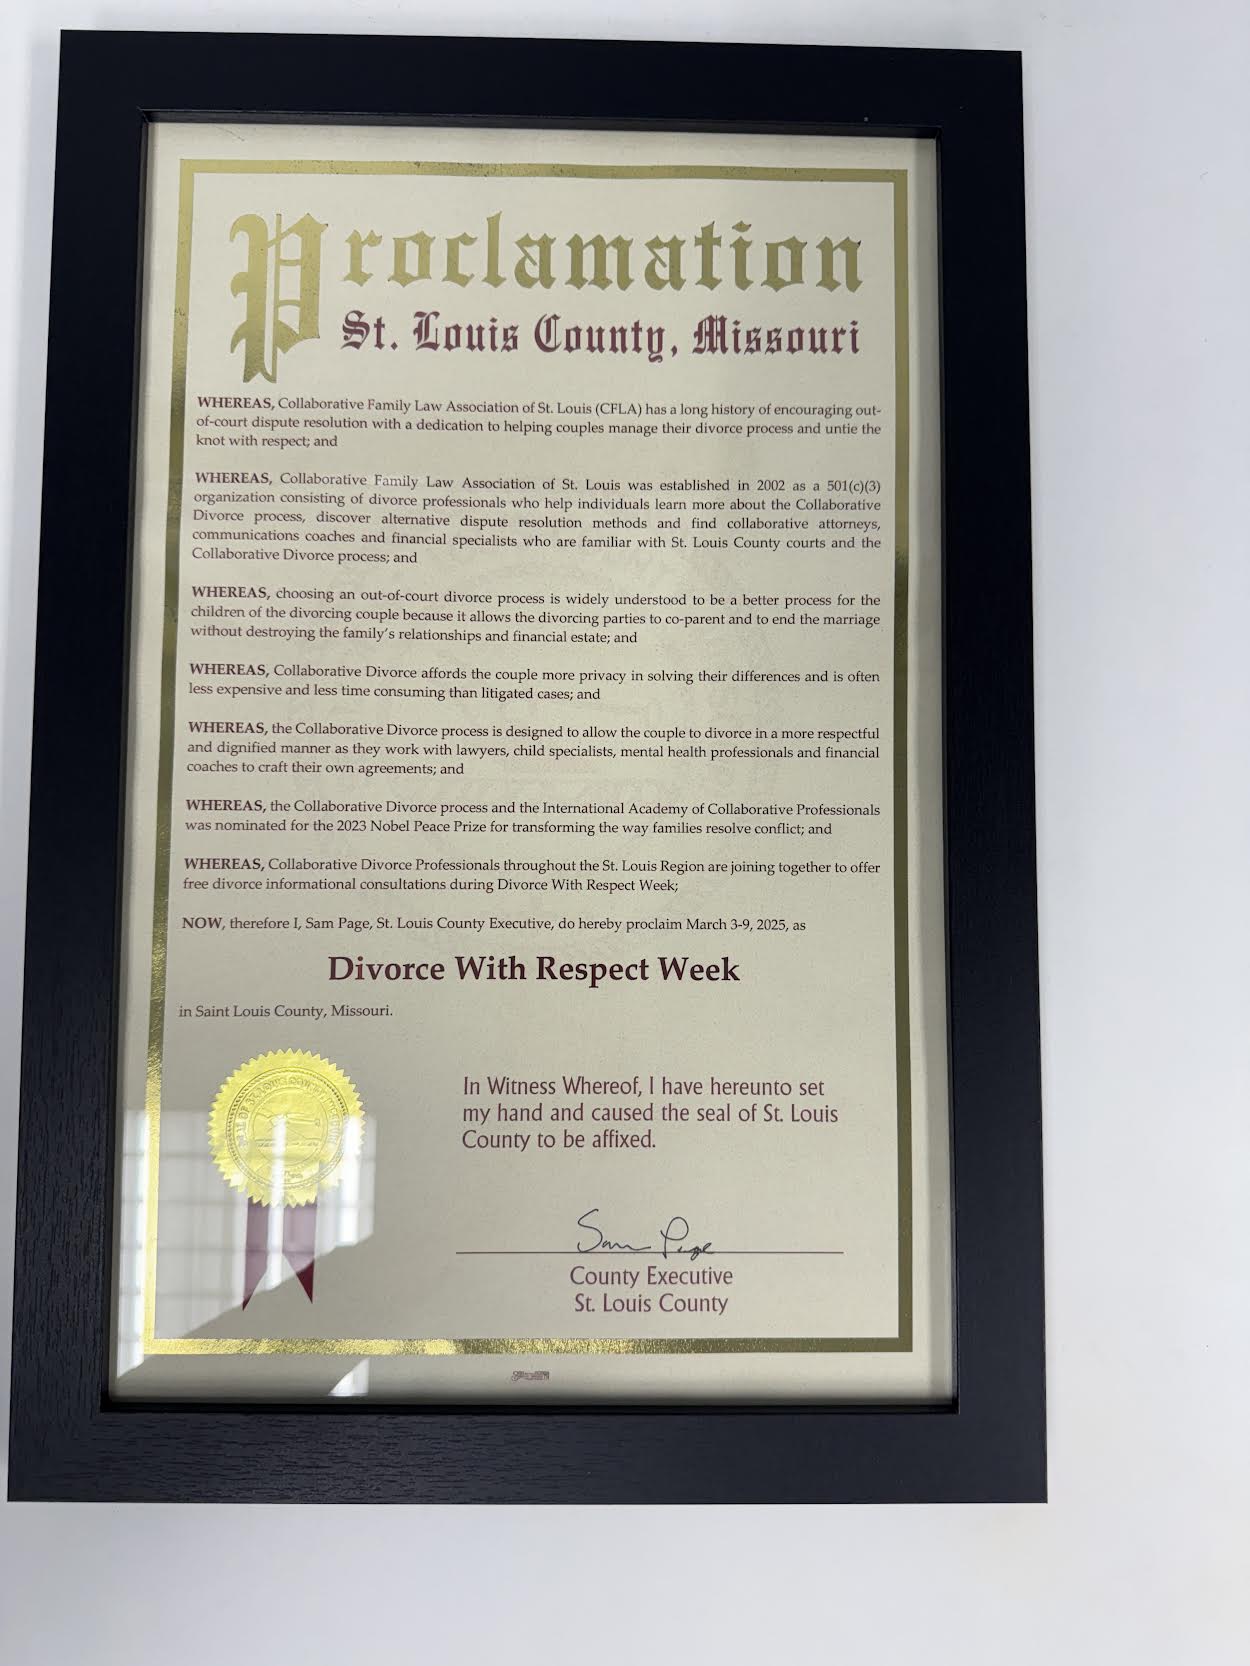 Proclamation
St. Louis County, Missouri
WHEREAS, Collaborative Family Law Association of St. Louis (CFLA) has a long history of encouraging out-
of-court dispute resolution with a dedication to helping couples manage their divorce process and untie the
knot with respect; and
WHEREAS, Collaborative Family Law Association of St. Louis was established in 2002 as a 501(c)(3)
organization consisting of divorce professionals who help individuals learn more about the Collaborative
Divorce process, discover alternative dispute resolution methods and find collaborative attorneys,
communications coaches and financial specialists who are familiar with St. Louis County courts and the
Collaborative Divorce process; and
WHEREAS, choosing an out-of-court divorce process is widely understood to be a better process for the
children of the divorcing couple because it allows the divorcing parties to co-parent and to end the marriage
without destroying the family's relationships and financial estate; and
WHEREAS, Collaborative Divorce affords the couple more privacy in solving their differences and is often
less expensive and less time consuming than litigated cases; and
WHEREAS, the Collaborative Divorce process is designed to allow the couple to divorce in a more respectful
and dignified manner as they work with lawyers, child specialists, mental health professionals and financial
coaches to craft their own agreements; and
WHEREAS, the Collaborative Divorce process and the International Academy of Collaborative Professionals
was nominated for the 2023 Nobel Peace Prize for transforming the way families resolve conflict; and
WHEREAS, Collaborative Divorce Professionals throughout the St. Louis Region are joining together to offer
free divorce informational consultations during Divorce With Respect Week;
NOW, therefore I, Sam Page, St. Louis County Executive, do hereby proclaim March 3-9, 2025, as
Divorce With Respect Week
in Saint Louis County, Missouri.
In Witness Whereof, I have hereunto set
my hand and caused the seal of St. Louis
County to be affixed.
Sam Page
County Executive
St. Louis County